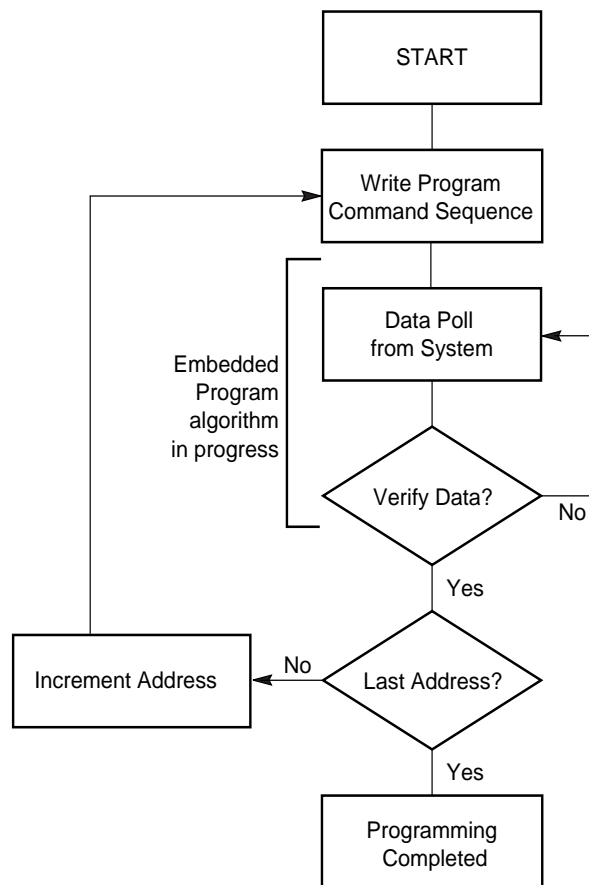 START
Write Program
Command Sequence
Data Poll
from System
Embedded
Program
algorithm
in progress
Verify Data?
No
Yes
Last Address?
No
Increment Address
Yes
Programming
Completed